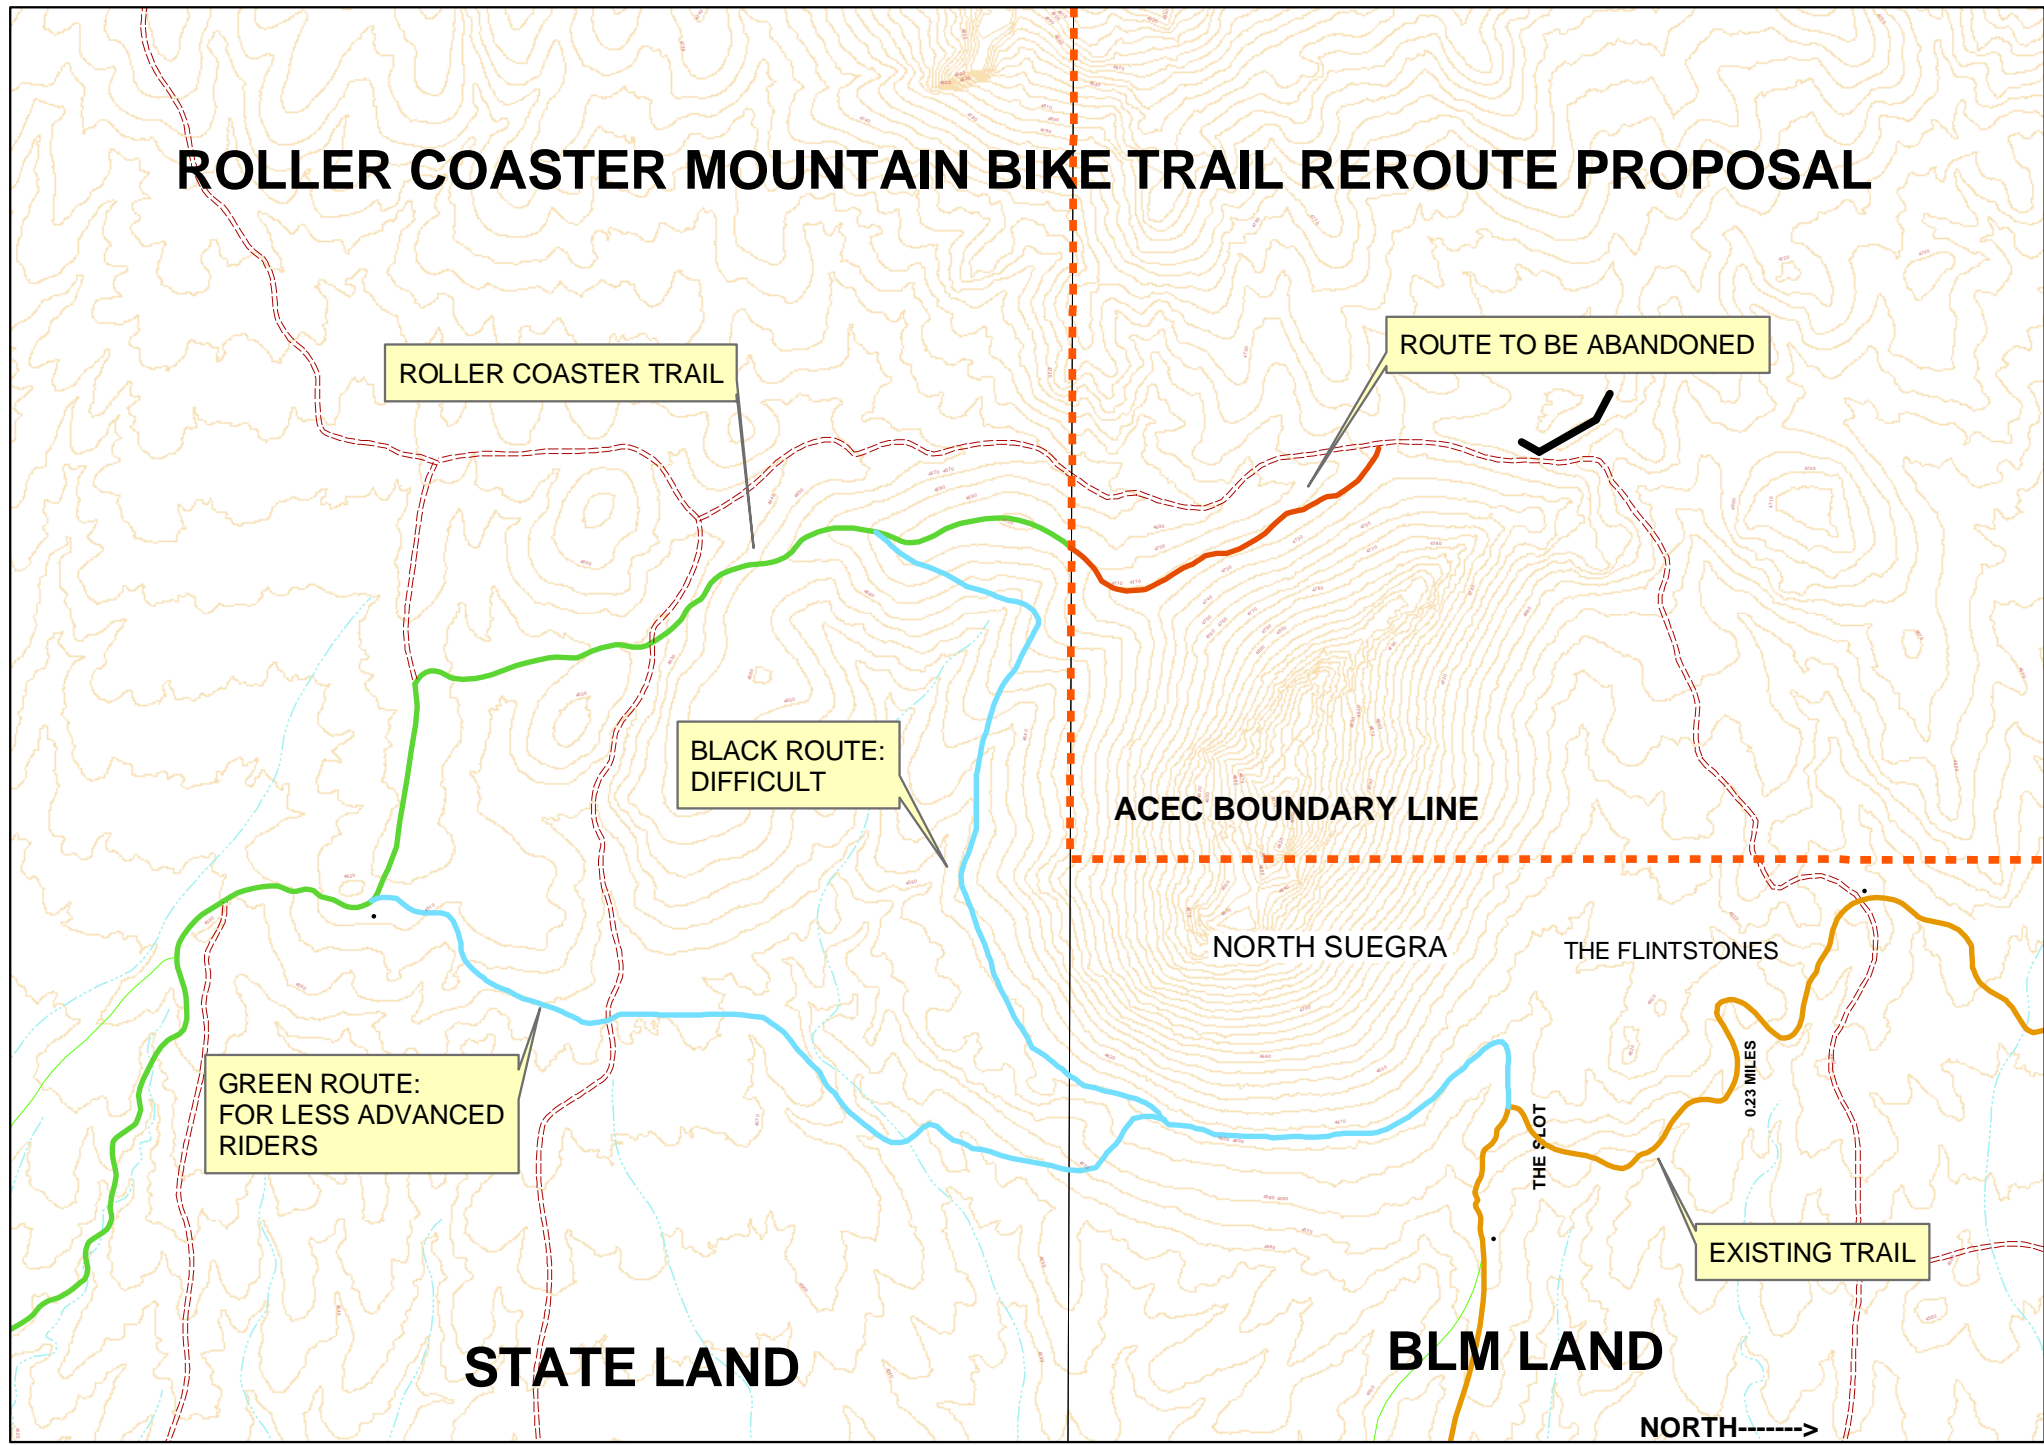 ROLLER COASTER MOUNTAIN BIKE TRAIL REROUTE PROPOSAL
ROUTE TO BE ABANDONED
ROLLER COASTER TRAIL
BLACK ROUTE:
DIFFICULT
ACEC BOUNDARY LINE
NORTH SUEGRA
THE FLINTSTONES
GREEN ROUTE:
FOR LESS ADVANCED
RIDERS
0.23 MILES
THE SLOT
EXISTING TRAIL
STATE LAND
BLM LAND
NORTH------->